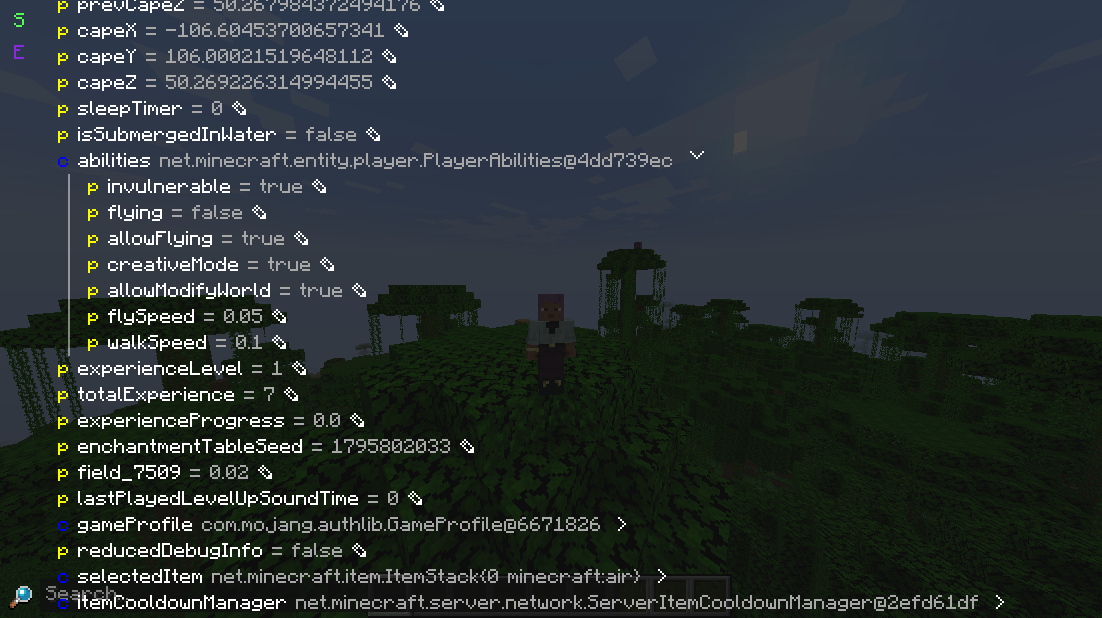 S
E
p prevCapeZ = 50.267984372494176
p capeX = -106.60453700657341
p capeY = 106.00021519648112
p capeZ = 50.269226314994455
p sleepTimer = 0
p isSubmergedInWater = false
c abilities net.minecraft.entity.player.PlayerAbilities@4dd739ec
p invulnerable = true
p flying = false
p allowFlying = true
p creativeMode = true
p allowModifyWorld = true
p flySpeed = 0.05
p walkSpeed = 0.1
p experienceLevel = 1
p totalExperience = 7
p experienceProgress = 0.0
p enchantmentTableSeed = 1795802033
p field_7509 = 0.02
p lastPlayedLevelUpSoundTime = 0
c gameProfile com.mojang.authlib.GameProfile@6671826 >
p reducedDebugInfo = false
c selectedItem net.minecraft.item.ItemStack{0 minecraft:air} >
Search...
c itemCooldownManager net.minecraft.server.network.ServerItemCooldownManager@2efd61df >